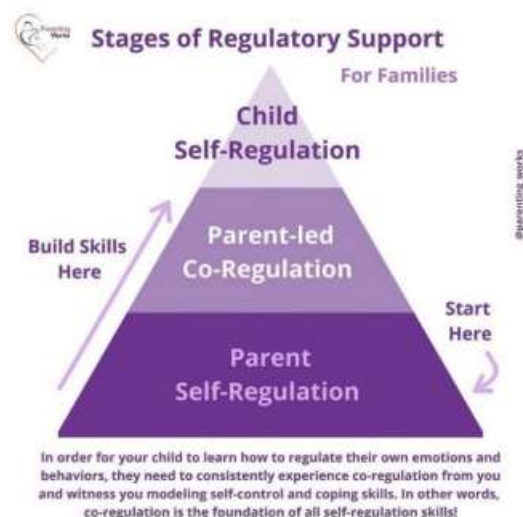 Parenting
Works
Stages of Regulatory Support
For Families
Child
Self-Regulation
Parent-led
Co-Regulation
Build Skills
Here
Start
Here
Parent
Self-Regulation
@parenting_works
In order for your child to learn how to regulate their own emotions and
behaviors, they need to consistently experience co-regulation from you
and witness you modeling self-control and coping skills. In other words,
co-regulation is the foundation of all self-regulation skills!